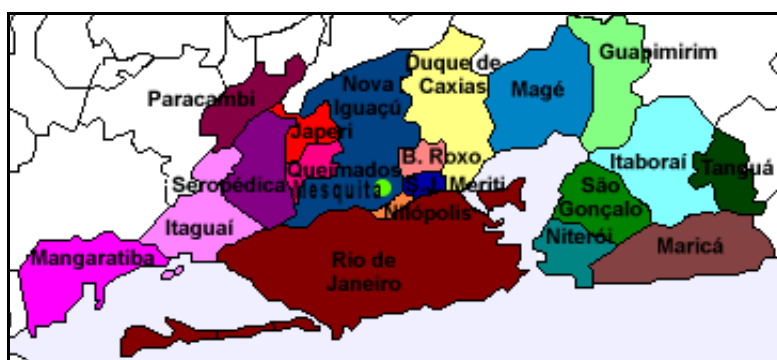 Duque de
Caxias
Guapimirim
Nova
Iguaçú
Magé
Paracambi
Japeri
B. Roxo
Itaboraí
Tanguá
Queimados
Seropédica
Mesquita
S.J. Meriti
São
Gonçalo
Nilópolis
Itaguaí
Niterói
Maricá
Mangaratiba
Rio de
Janeiro